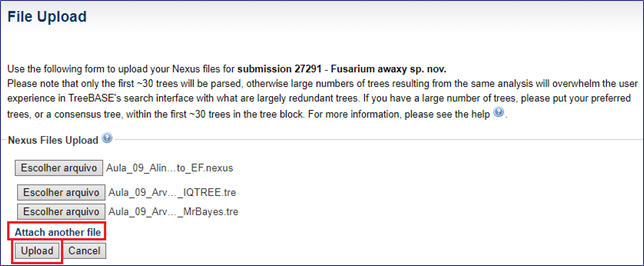 File Upload
Use the following form to upload your Nexus files for submission 27291 - Fusarium awaxy sp. nov.
Please note that only the first ~30 trees will be parsed, otherwise large numbers of trees resulting from the same analysis will overwhelm the user
experience in TreeBASE's search interface with what are largely redundant trees. If you have a large number of trees, please put your preferred
trees, or a consensus tree, within the first ~30 trees in the tree block. For more information, please see the help ?.
Nexus Files Upload ?
Escolher arquivo Aula_09_Alin…to_EF.nexus
Escolher arquivo Aula_09_Arv…_IQTREE.tre
Escolher arquivo Aula_09_Arv…_MrBayes.tre
Attach another file
Upload Cancel